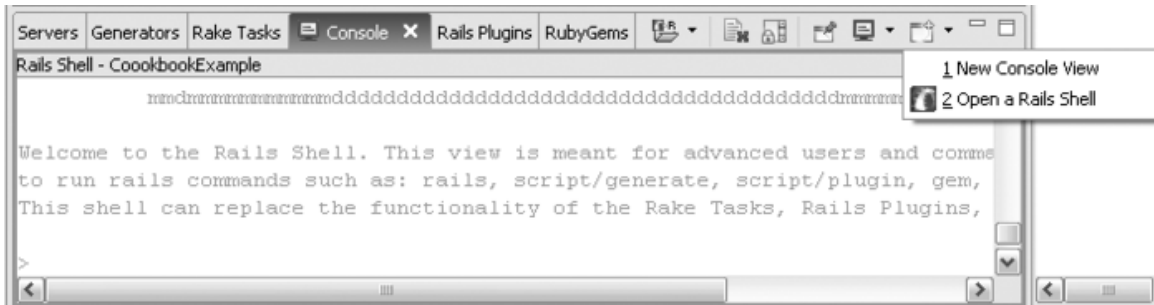 Servers Generators Rake Tasks Console Rails Plugins RubyGems
Rails Shell - CoookbookExample
1 New Console View
2 Open a Rails Shell
Welcome to the Rails Shell. This view is meant for advanced users and comma
to run rails commands such as: rails, script/generate, script/plugin, gem,
This shell can replace the functionality of the Rake Tasks, Rails Plugins,
>